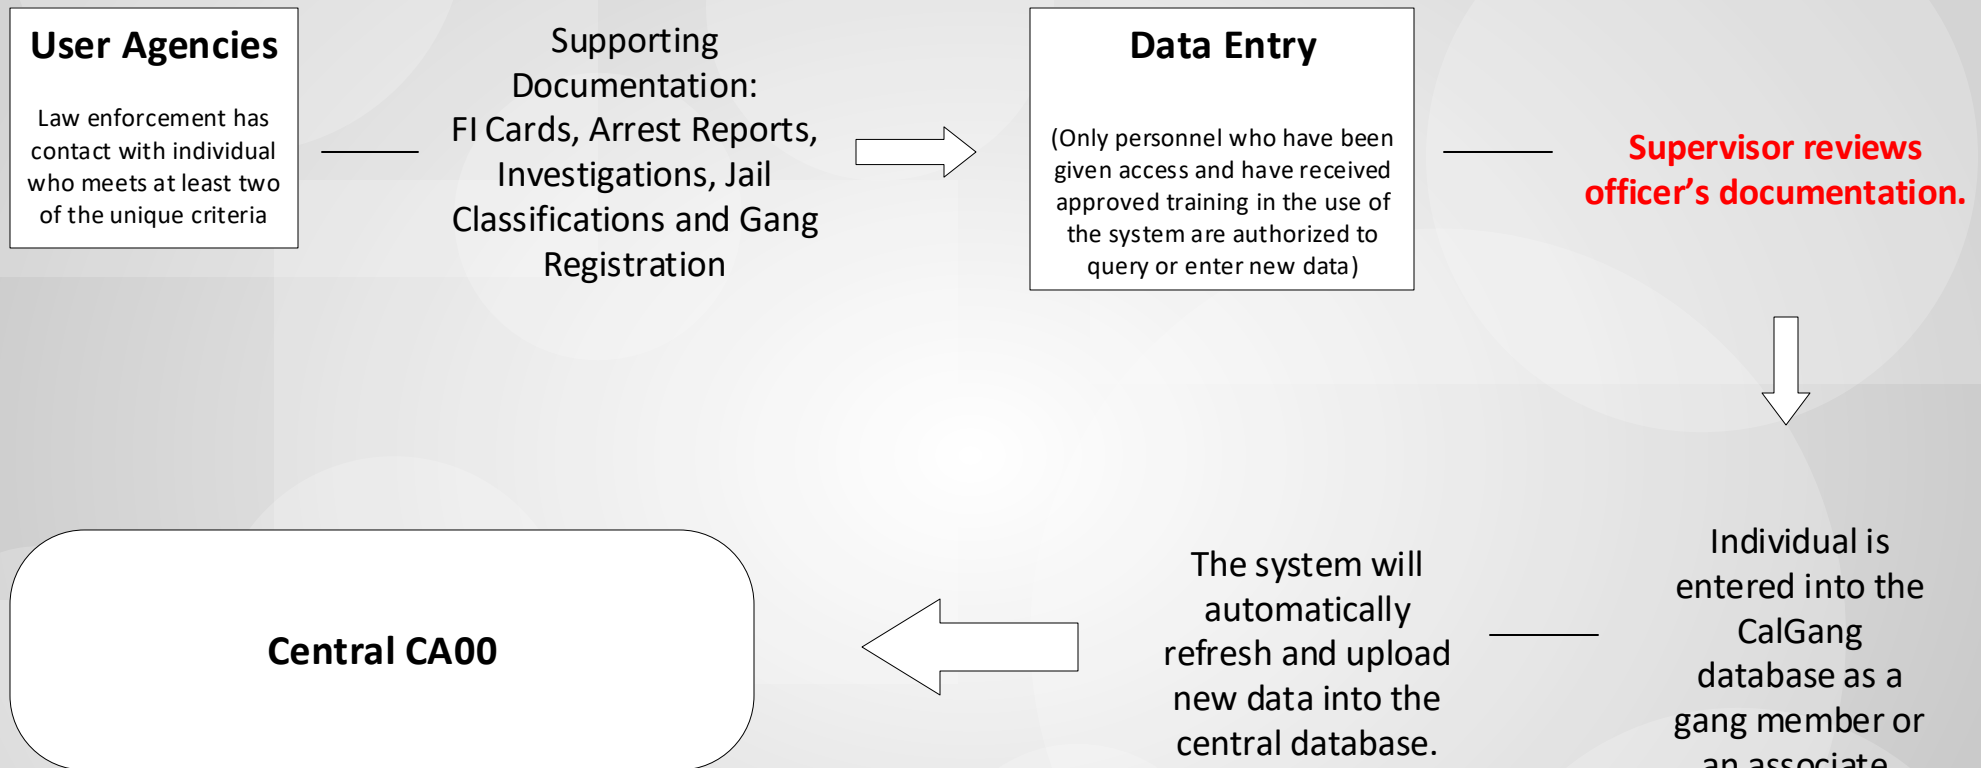 User Agencies
Law enforcement has
contact with individual
who meets at least two
of the unique criteria
Supporting
Documentation:
FI Cards, Arrest Reports,
Investigations, Jail
Classifications and Gang
Registration
Data Entry
(Only personnel who have been
given access and have received
approved training in the use of
the system are authorized to
query or enter new data)
Supervisor reviews
officer’s documentation.
Individual is
entered into the
CalGang
database as a
gang member or
an associate
The system will
automatically
refresh and upload
new data into the
central database.
Central CA00